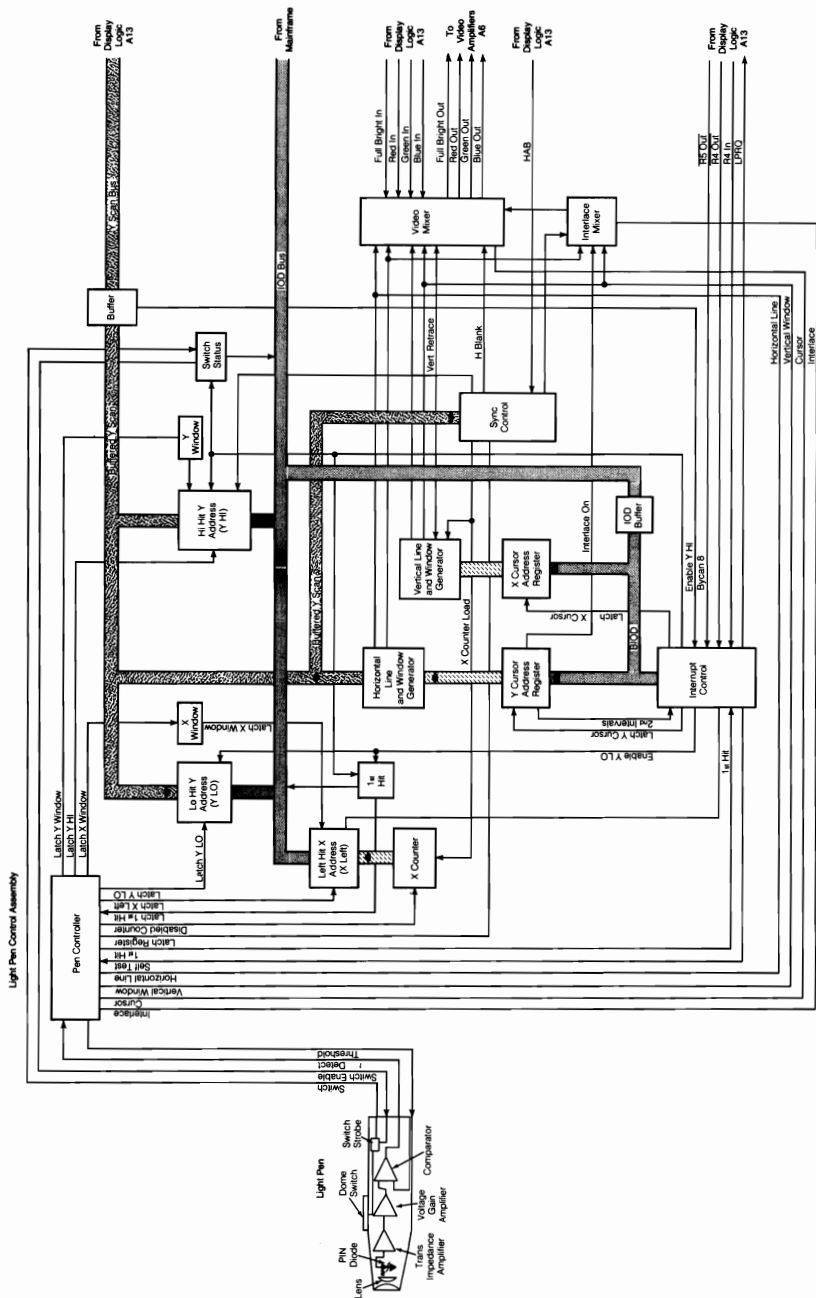 Light Pen Control Assembly
From
Display
Logic
A13
Y Scan Bus
Buffer
Buffered Y Scan
From
Mainframe
IOD Bus
Switch
Status
Y
Window
Hi Hit Y
Address
(Y HI)
Lo Hit Y
Address
(Y LO)
X
Window
Latch X Window
Latch Y Window
Latch Y HI
Latch X Window
Latch Y LO
Pen Controller
Latch Y LO
Latch X Left
Latch 1st Hit
Disabled Counter
Latch Register
1st Hit
Self Test
Horizontal Line
Vertical Window
Cursor
Interlace
Left Hit X
Address
(X Left)
X Counter
1st
Hit
Enable Y LO
Buffered Y Scan
X Counter Load
Horizontal
Line
and Window
Generator
Vertical Line
and Window
Generator
Y Cursor
Address
Register
X Cursor
Address
Register
Latch Y Cursor
2nd Intervals
Latch
X Cursor
Interlace On
BIOD
IOD
Buffer
Interrupt
Control
1st Hit
Enable Y HI
Bycan 8
Sync
Control
H Blank
Vert Retrace
HAB
Video
Mixer
Interlace
Mixer
Full Bright In
Red In
Green In
Blue In
From
Display
Logic
A13
Full Bright Out
Red Out
Green Out
Blue Out
To
Video
Amplifiers
A6
From
Display
Logic
A13
R5 Out
R4 Out
R4 In
LPRQ
From
Display
Logic
A13
Horizontal Line
Vertical Window
Cursor
Interlace
Threshold
Detect
Switch Enable
Switch
Light Pen
Lens
PIN
Diode
Dome
Switch
Switch
Strobe
Trans
Impedance
Amplifier
Voltage
Gain
Amplifier
Comparator